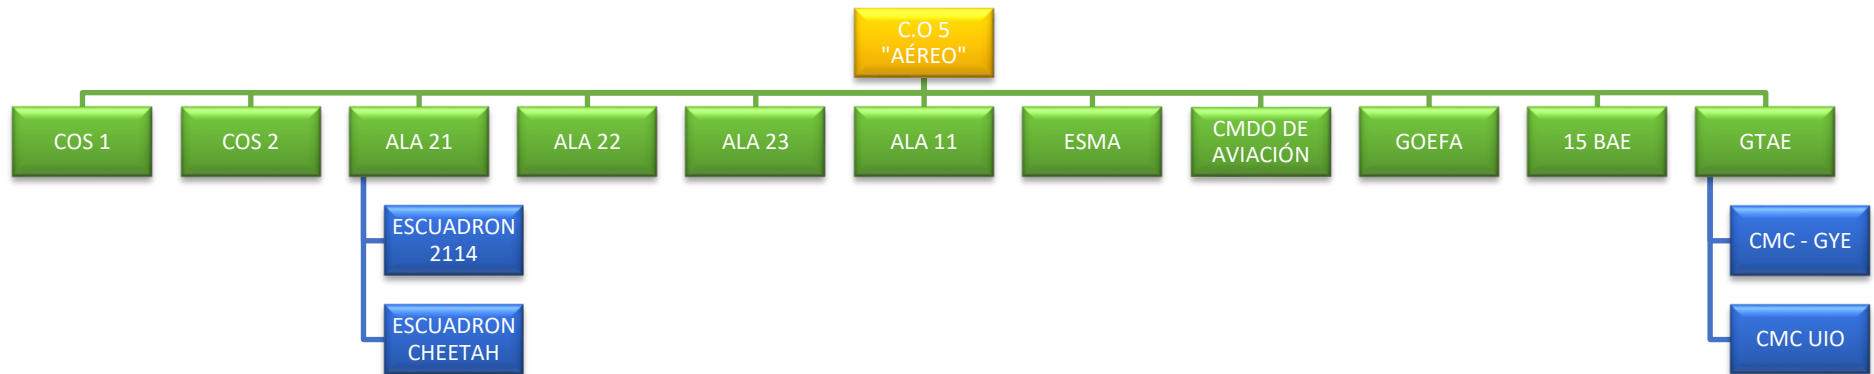 C.O 5
"AÉREO"
COS 1
COS 2
ALA 21
ALA 22
ALA 23
ALA 11
ESMA
CMDO DE
AVIACIÓN
GOEFA
15 BAE
GTAE
ESCUADRON
2114
ESCUADRON
CHEETAH
CMC - GYE
CMC UIO